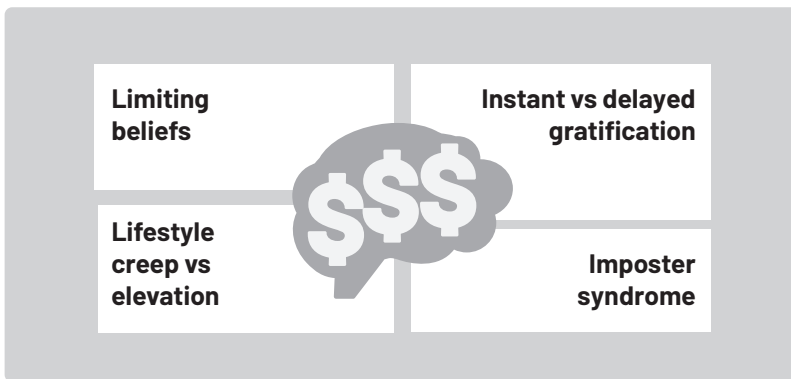 Limiting
beliefs
Instant vs delayed
gratification
$$$
Lifestyle
creep vs
elevation
Imposter
syndrome